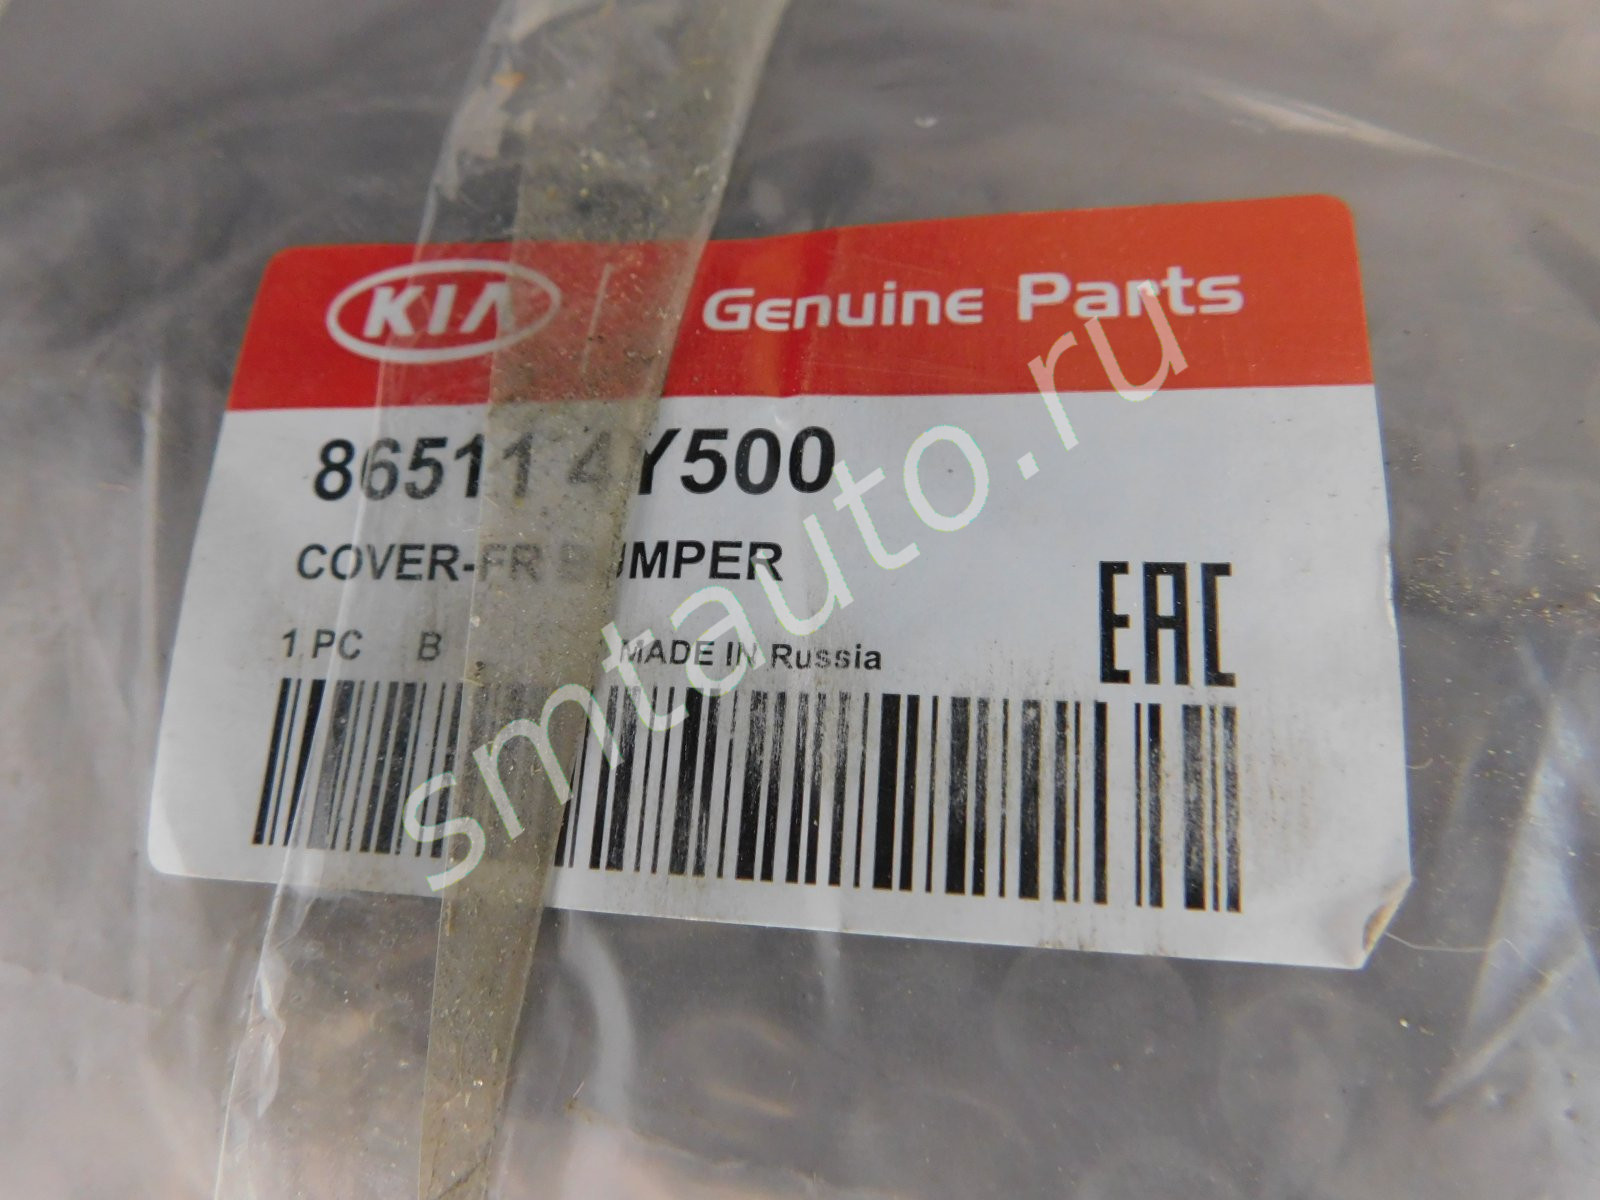 KIA Genuine Parts
86511 4Y500
COVER-FR BUMPER
1 PC B MADE IN Russia
EAC
smtauto.ru